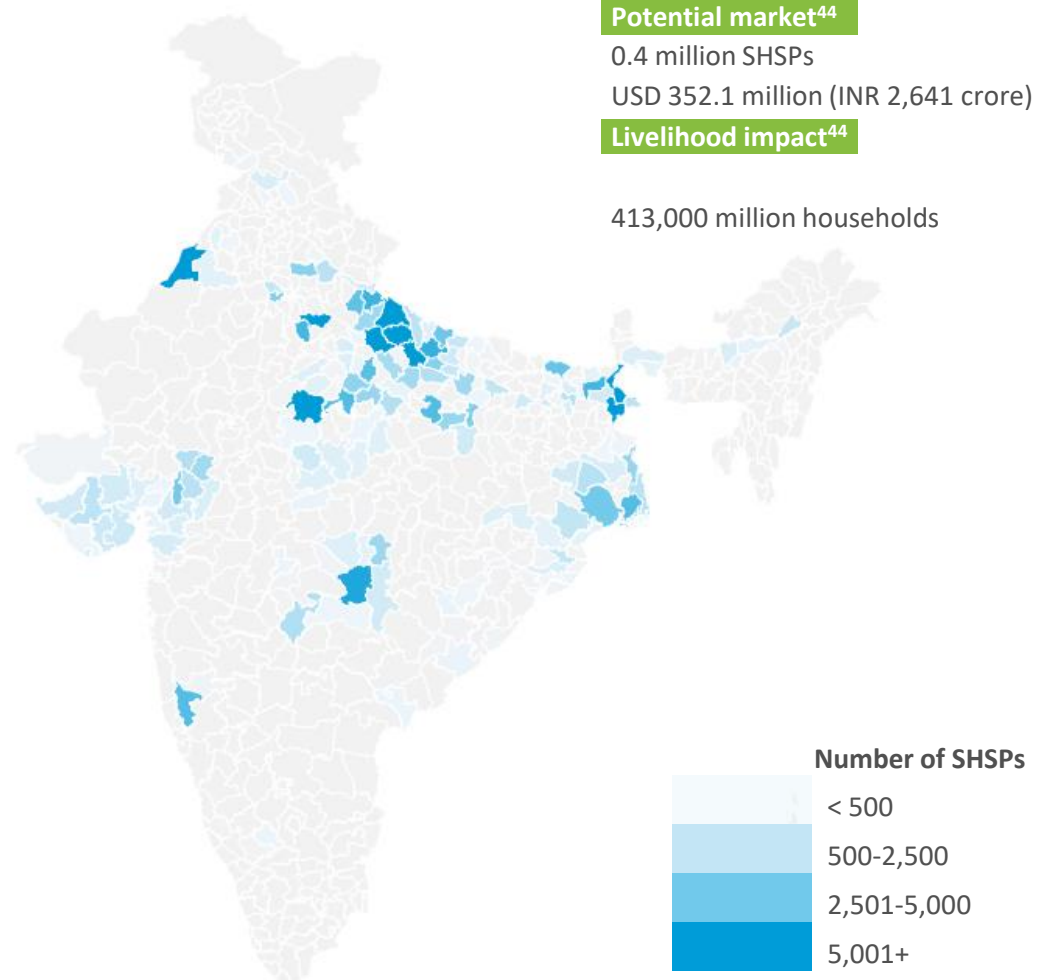 Potential market44
0.4 million SHSPs
USD 352.1 million (INR 2,641 crore)
Livelihood impact44
413,000 million households
Number of SHSPs
< 500
500-2,500
2,501-5,000
5,001+